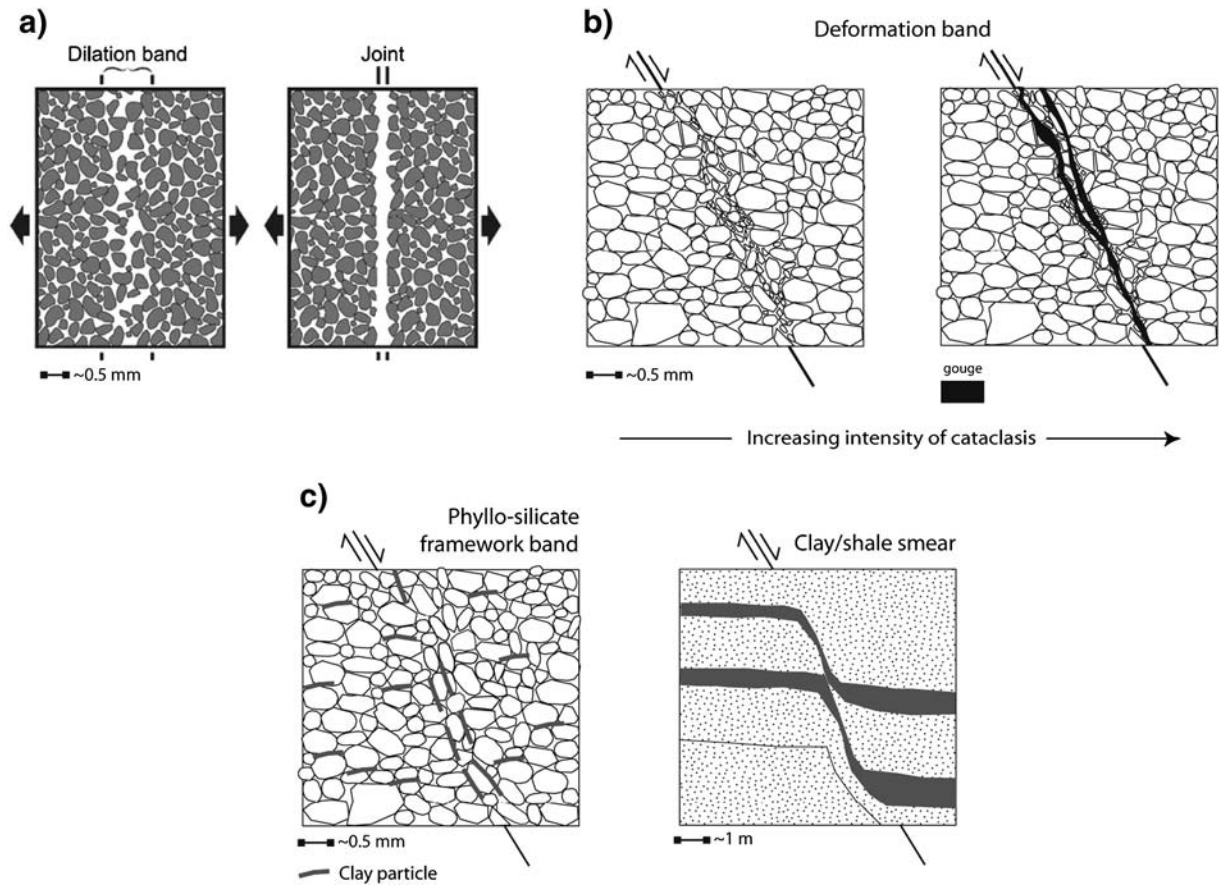 a)
Dilation band
Joint
~0.5 mm
b)
Deformation band
~0.5 mm
gouge
Increasing intensity of cataclasis
c)
Phyllo-silicate
framework band
~0.5 mm
Clay particle
Clay/shale smear
~1 m